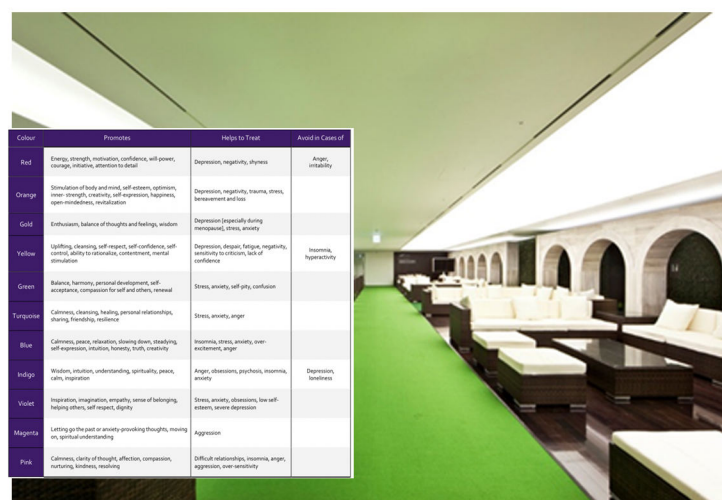 Colour Promotes Helps to Treat Avoid in Cases of
Red
Energy, strength, motivation, confidence, will-power,
courage, initiative, attention to detail
Depression, negativity, shyness
Anger,
irritability
Orange
Stimulation of body and mind, self-esteem, optimism,
inner- strength, creativity, self-expression, happiness,
open-mindedness, revitalization
Depression, negativity, trauma, stress,
bereavement and loss
Gold
Enthusiasm, balance of thoughts and feelings, wisdom
Depression [especially during
menopause], stress, anxiety
Yellow
Uplifting, cleansing, self-respect, self-confidence, self-
control, ability to rationalize, contentment, mental
stimulation
Depression, despair, fatigue, negativity,
sensitivity to criticism, lack of
confidence
Insomnia,
hyperactivity
Green
Balance, harmony, personal development, self-
acceptance, compassion for self and others, renewal
Stress, anxiety, self-pity, confusion
Turquoise
Calmness, cleansing, healing, personal relationships,
sharing, friendship, resilience
Stress, anxiety, anger
Blue
Calmness, peace, relaxation, slowing down, steadying,
self-expression, intuition, honesty, truth, creativity
Insomnia, stress, anxiety, over-
excitement, anger
Indigo
Wisdom, intuition, understanding, spirituality, peace,
calm, inspiration
Anger, obsessions, psychosis, insomnia,
anxiety
Depression,
loneliness
Violet
Inspiration, imagination, empathy, sense of belonging,
helping others, self respect, dignity
Stress, anxiety, obsessions, low self-
esteem, severe depression
Magenta
Letting go the past or anxiety-provoking thoughts, moving
on, spiritual understanding
Aggression
Pink
Calmness, clarity of thought, affection, compassion,
nurturing, kindness, resolving
Difficult relationships, insomnia, anger,
aggression, over-sensitivity